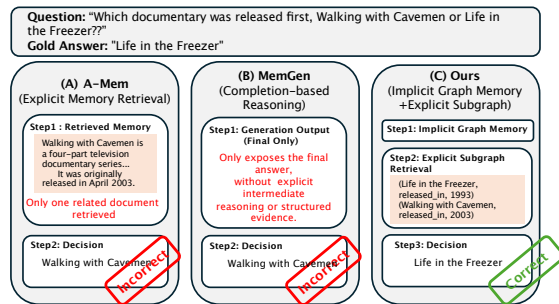 Question: “Which documentary was released first, Walking with Cavemen or Life in
the Freezer??”
Gold Answer: "Life in the Freezer"
(A) A-Mem
(Explicit Memory Retrieval)
Step1 : Retrieved Memory
Walking with Cavemen is
a four-part television
documentary series...
It was originally
released in April 2003.
Only one related document
retrieved
Step2: Decision
Walking with Cavemen
Incorrect
(B) MemGen
(Completion-based
Reasoning)
Step1: Generation Output
(Final Only)
Only exposes the final
answer,
without explicit
intermediate
reasoning or structured
evidence.
Step2: Decision
Walking with Cavemen
Incorrect
(C) Ours
(Implicit Graph Memory
+Explicit Subgraph)
Step1: Implicit Graph Memory
Step2: Explicit Subgraph
Retrieval
(Life in the Freezer,
released_in, 1993)
(Walking with Cavemen,
released_in, 2003)
Step3: Decision
Life in the Freezer
Correct